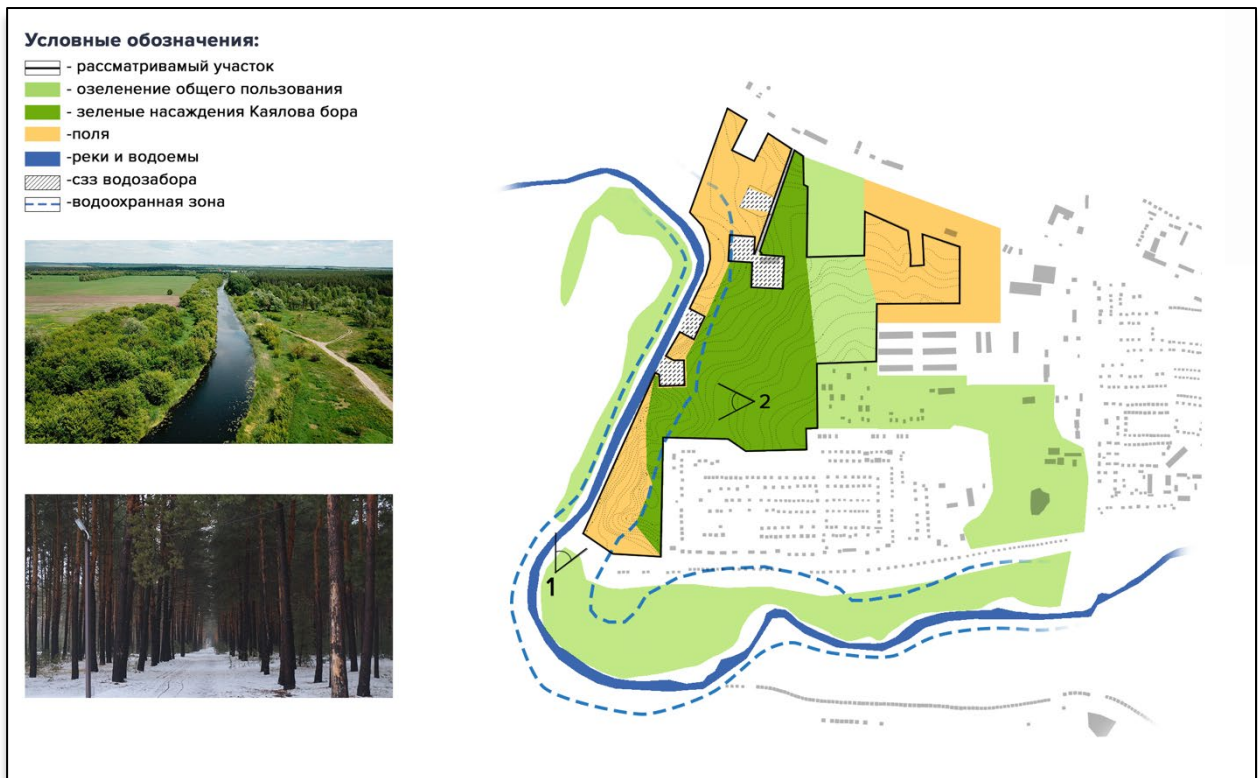 Условные обозначения:
- рассматривамый участок
- озеленение общего пользования
- зеленые насаждения Каялова бора
-поля
-реки и водоемы
-сзз водозабора
-водоохранная зона
2
1